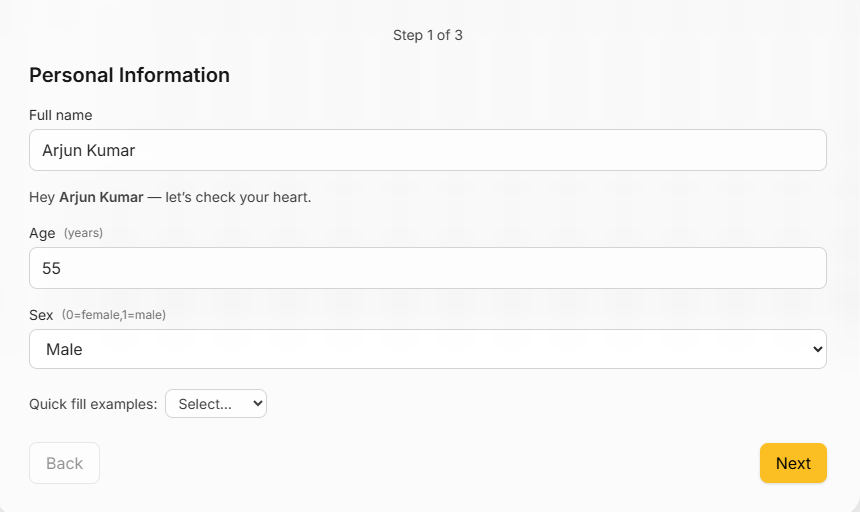 Step 1 of 3
Personal Information
Full name
Arjun Kumar
Hey Arjun Kumar — let's check your heart.
Age (years)
55
Sex (0=female,1=male)
Male
Quick fill examples: Select...
Back Next